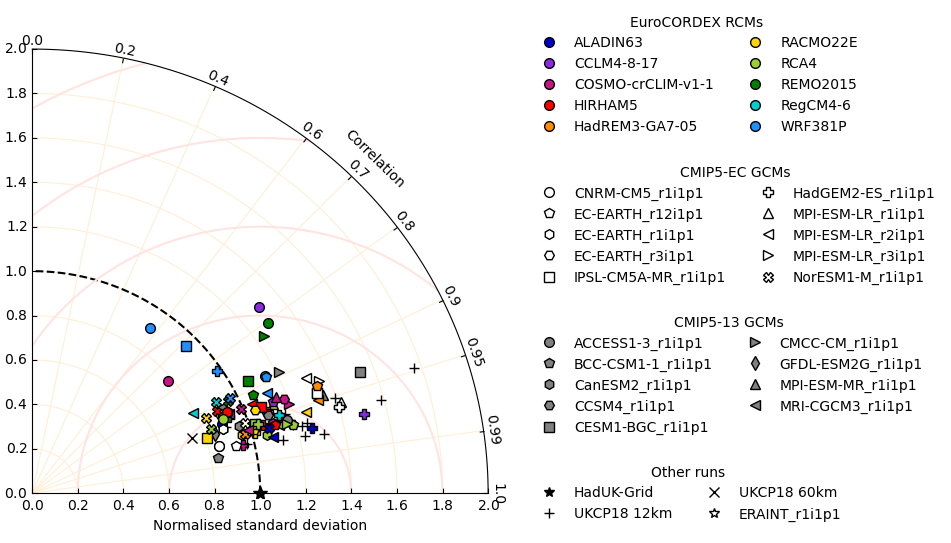 EuroCORDEX RCMs
ALADIN63 RACMO22E
CCLM4-8-17 RCA4
COSMO-crCLIM-v1-1 REMO2015
HIRHAM5 RegCM4-6
HadREM3-GA7-05 WRF381P
CMIP5-EC GCMs
CNRM-CM5_r1i1p1 HadGEM2-ES_r1i1p1
EC-EARTH_r12i1p1 MPI-ESM-LR_r1i1p1
EC-EARTH_r1i1p1 MPI-ESM-LR_r2i1p1
EC-EARTH_r3i1p1 MPI-ESM-LR_r3i1p1
IPSL-CM5A-MR_r1i1p1 NorESM1-M_r1i1p1
CMIP5-13 GCMs
ACCESS1-3_r1i1p1 CMCC-CM_r1i1p1
BCC-CSM1-1_r1i1p1 GFDL-ESM2G_r1i1p1
CanESM2_r1i1p1 MPI-ESM-MR_r1i1p1
CCSM4_r1i1p1 MRI-CGCM3_r1i1p1
CESM1-BGC_r1i1p1
Other runs
HadUK-Grid UKCP18 60km
UKCP18 12km ERAINT_r1i1p1
0.0
0.2
0.4
0.6
0.7
0.8
0.9
0.95
0.99
1.0
Correlation
2.0
1.8
1.6
1.4
1.2
1.0
0.8
0.6
0.4
0.2
0.0
0.0 0.2 0.4 0.6 0.8 1.0 1.2 1.4 1.6 1.8 2.0
Normalised standard deviation